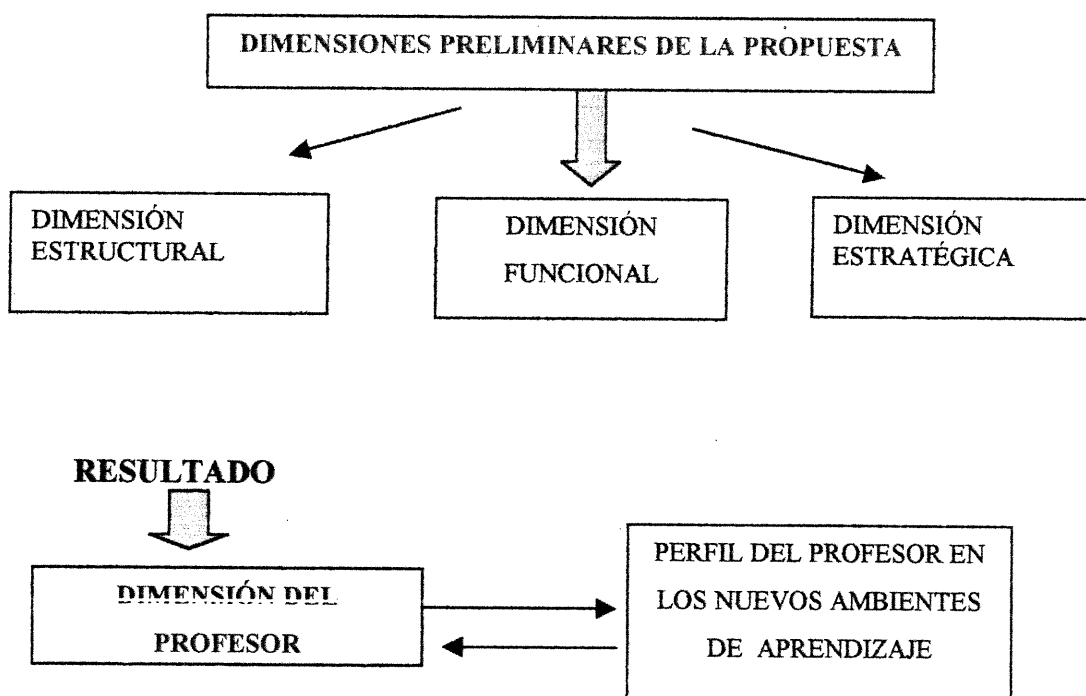 DIMENSIONES PRELIMINARES DE LA PROPUESTA
DIMENSIÓN
ESTRUCTURAL
DIMENSIÓN
FUNCIONAL
DIMENSIÓN
ESTRATÉGICA
RESULTADO
DIMENSIÓN DEL
PROFESOR
PERFIL DEL PROFESOR EN
LOS NUEVOS AMBIENTES
DE APRENDIZAJE